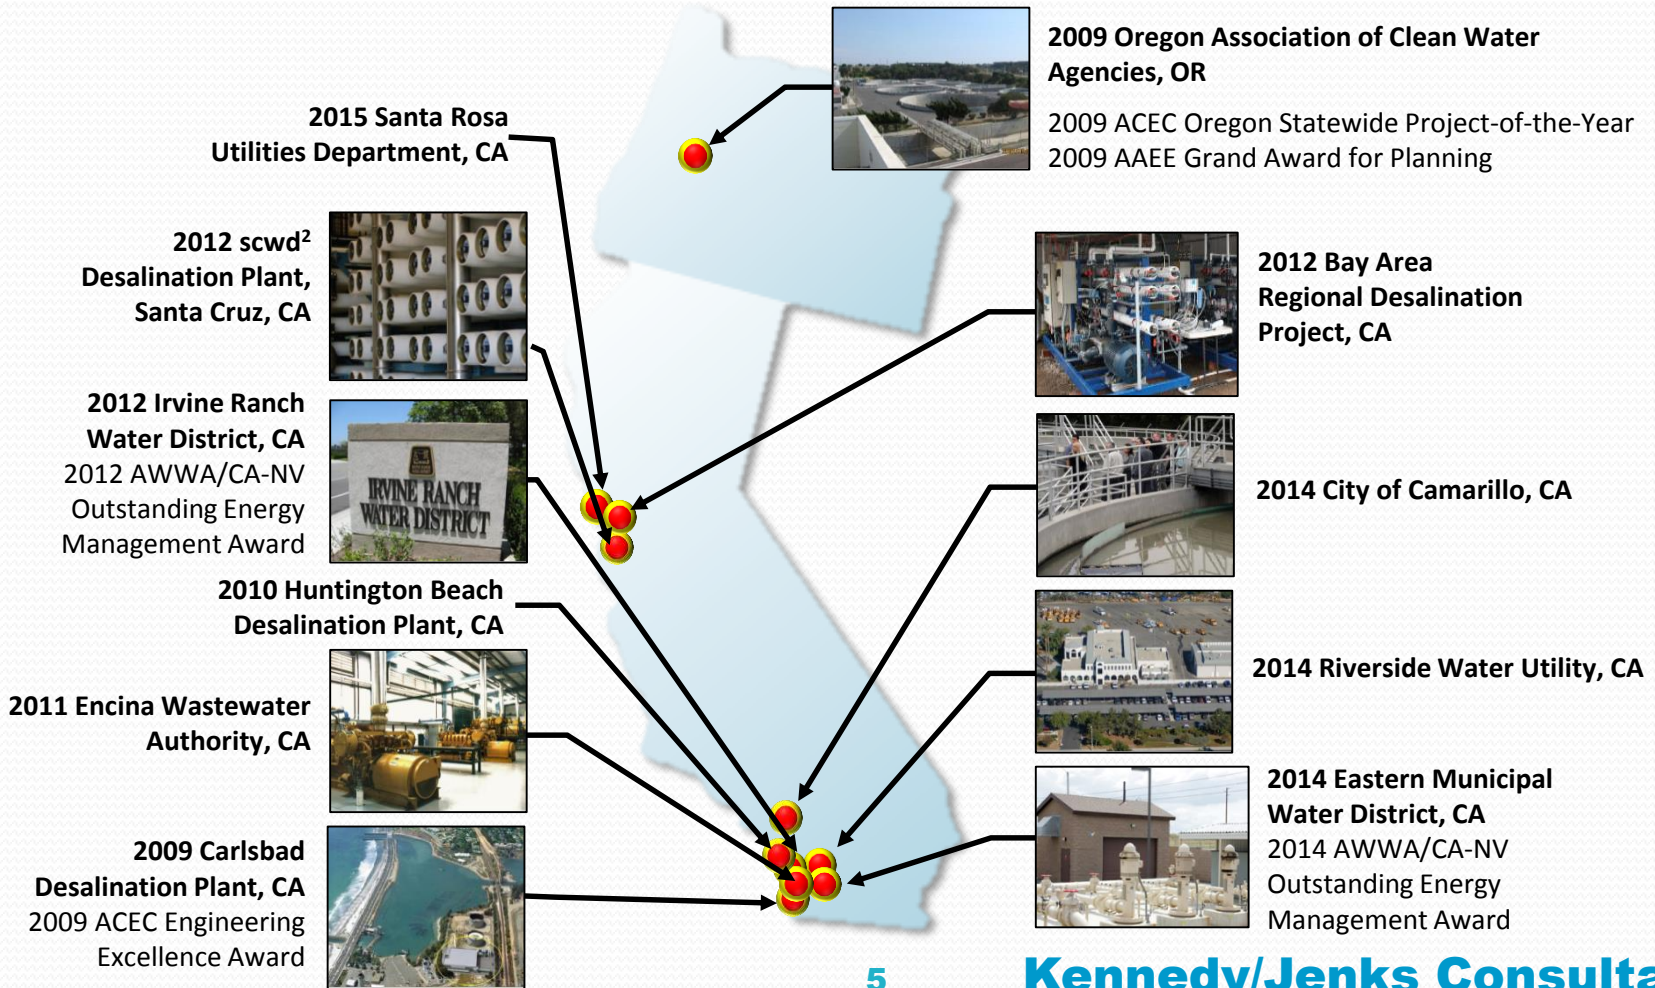 2009 Oregon Association of Clean Water
Agencies, OR
2009 ACEC Oregon Statewide Project-of-the-Year
2009 AAEE Grand Award for Planning
2015 Santa Rosa
Utilities Department, CA
2012 scwd²
Desalination Plant,
Santa Cruz, CA
2012 Bay Area
Regional Desalination
Project, CA
2012 Irvine Ranch
Water District, CA
2012 AWWA/CA-NV
Outstanding Energy
Management Award
IRVINE RANCH
WATER DISTRICT
2014 City of Camarillo, CA
2010 Huntington Beach
Desalination Plant, CA
2014 Riverside Water Utility, CA
2011 Encina Wastewater
Authority, CA
2014 Eastern Municipal
Water District, CA
2014 AWWA/CA-NV
Outstanding Energy
Management Award
2009 Carlsbad
Desalination Plant, CA
2009 ACEC Engineering
Excellence Award
5
Kennedy/Jenks Consulta